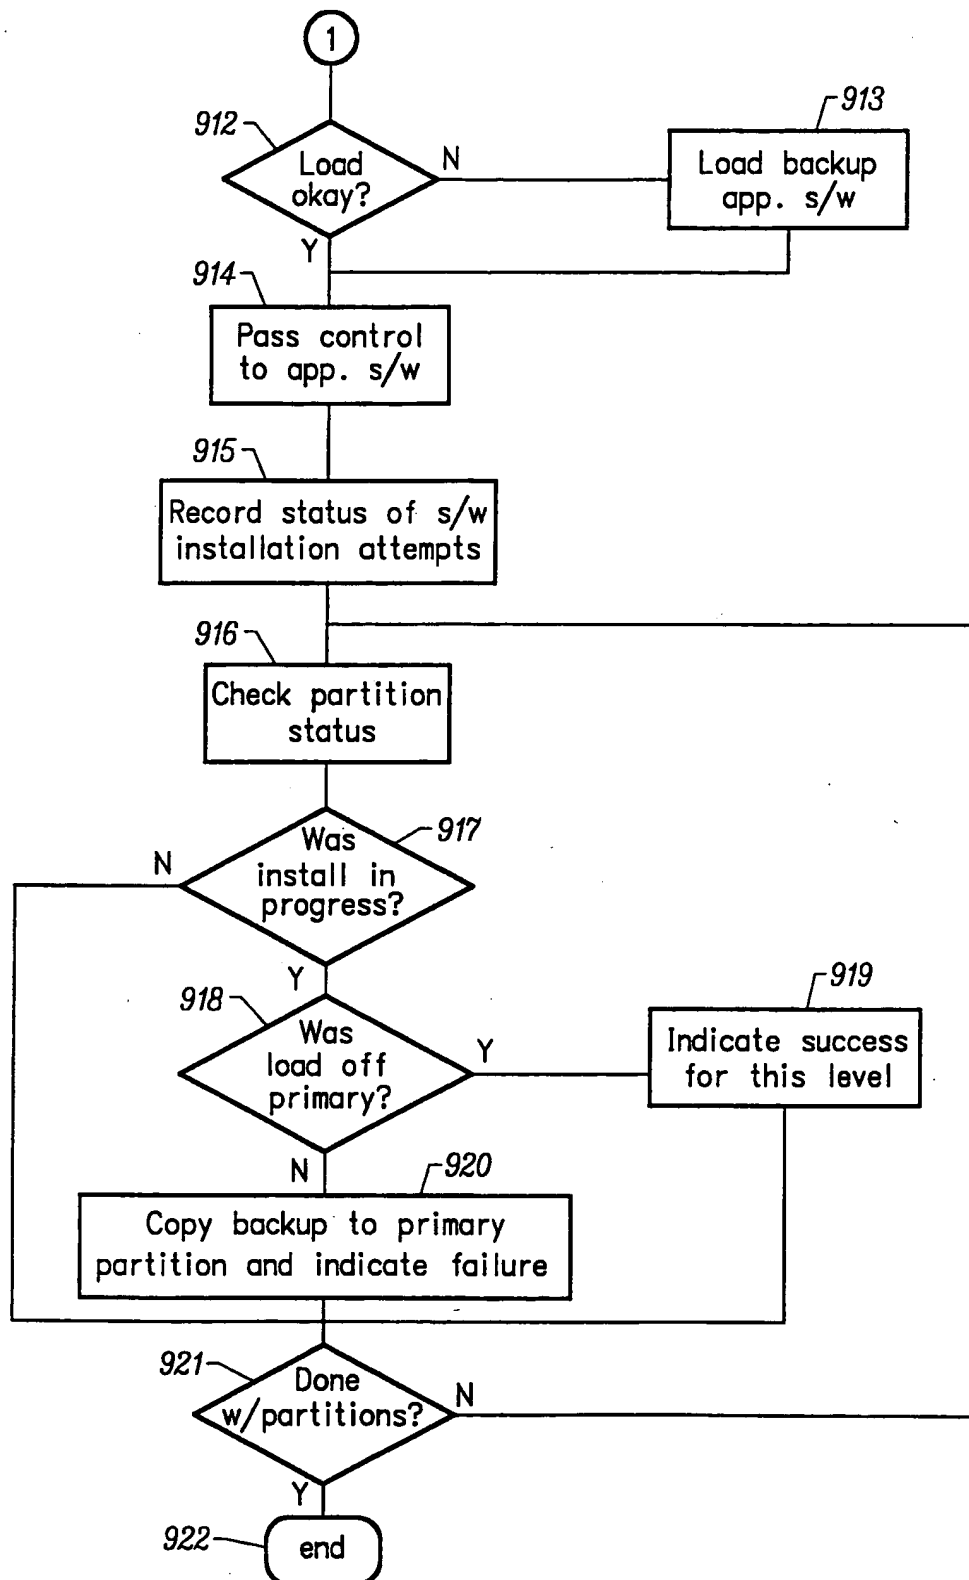 1
912
Load
okay?
N
913
Load backup
app. s/w
Y
914
Pass control
to app. s/w
915
Record status of s/w
installation attempts
916
Check partition
status
917
Was
install in
progress?
N
Y
918
Was
load off
primary?
Y
919
Indicate success
for this level
N
920
Copy backup to primary
partition and indicate failure
921
Done
w/partitions?
N
Y
922
end